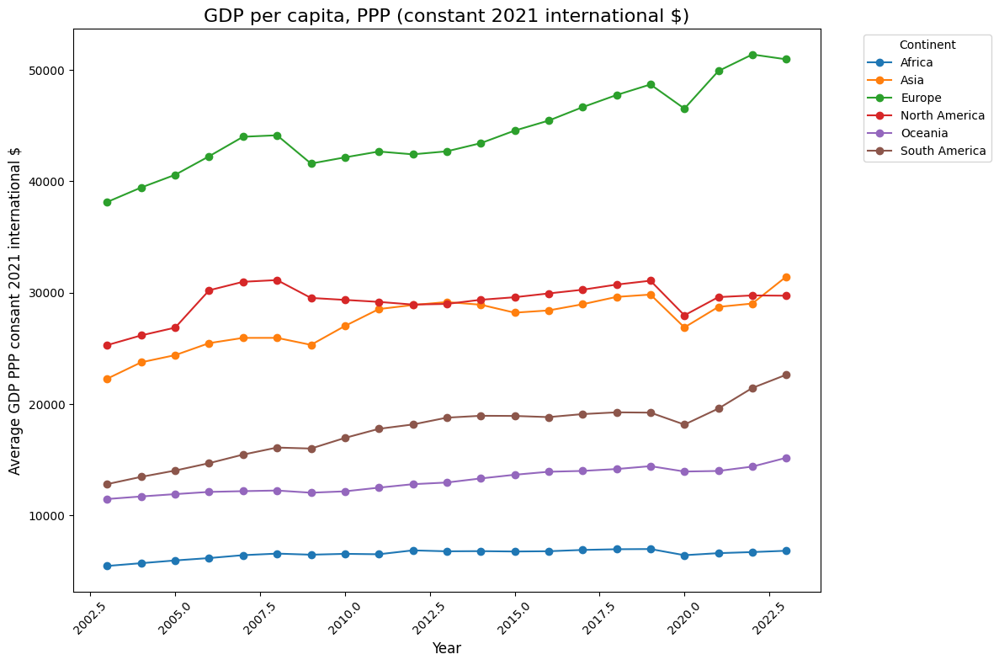 GDP per capita, PPP (constant 2021 international $)
Average GDP PPP consant 2021 international $
50000
40000
30000
20000
10000
2002.5
2005.0
2007.5
2010.0
2012.5
2015.0
2017.5
2020.0
2022.5
Year
Continent
Africa
Asia
Europe
North America
Oceania
South America